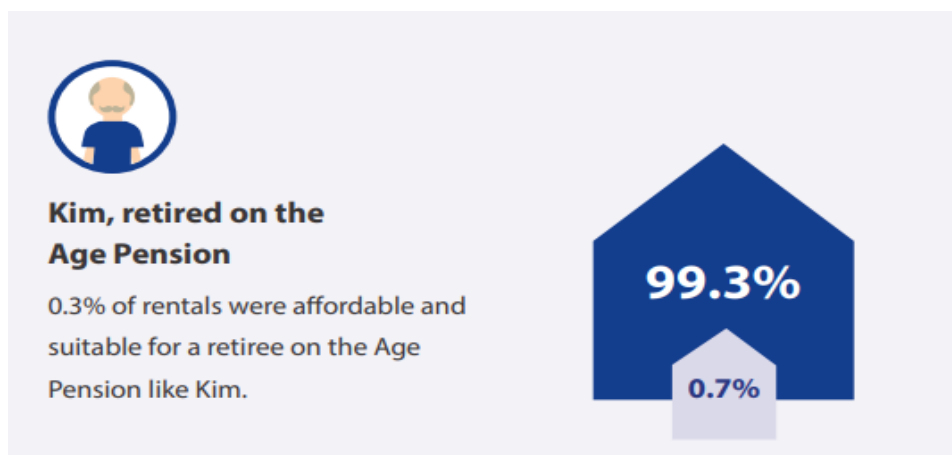 Kim, retired on the
Age Pension
0.3% of rentals were affordable and
suitable for a retiree on the Age
Pension like Kim.
99.3%
0.7%